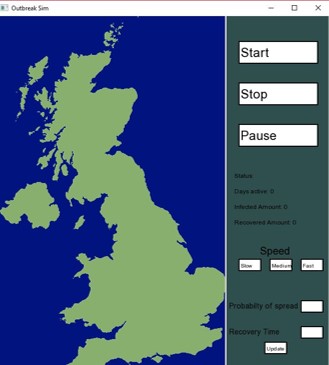 Outbreak Sim
Start
Stop
Pause
Status
Days active: 0
Infected Amount: 0
Recovered Amount: 0
Speed
Slow Medium Fast
Probabilty of spread
Recovery Time
Update